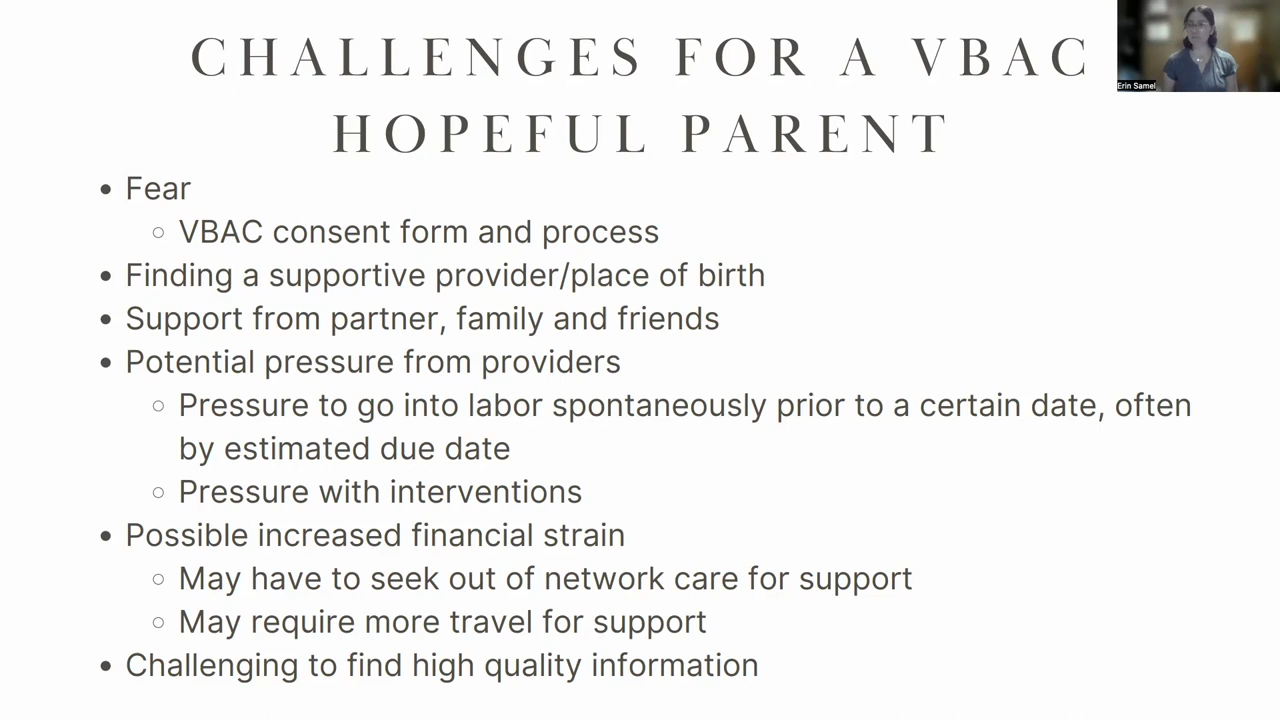 CHALLENGES FOR A VBAC
HOPEFUL PARENT
Erin Samel
• Fear
○ VBAC consent form and process
• Finding a supportive provider/place of birth
• Support from partner, family and friends
• Potential pressure from providers
○ Pressure to go into labor spontaneously prior to a certain date, often
by estimated due date
○ Pressure with interventions
• Possible increased financial strain
○ May have to seek out of network care for support
○ May require more travel for support
• Challenging to find high quality information